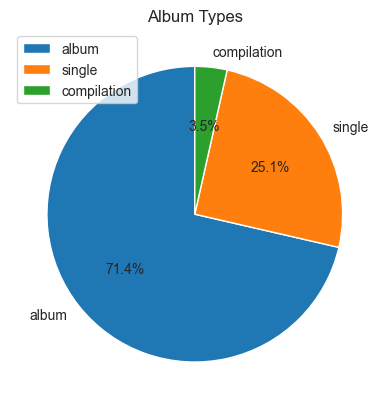 Album Types
album
single
compilation
compilation
3.5%
single
25.1%
71.4%
album